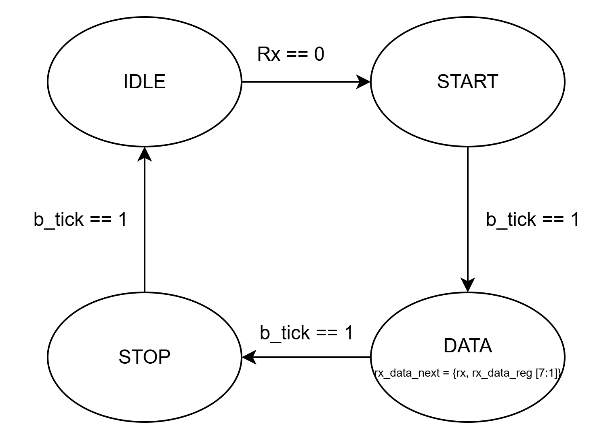 Rx == 0
IDLE
START
b_tick == 1
b_tick == 1
b_tick == 1
DATA
STOP
rx_data_next = {rx, rx_data_reg [7:1]}